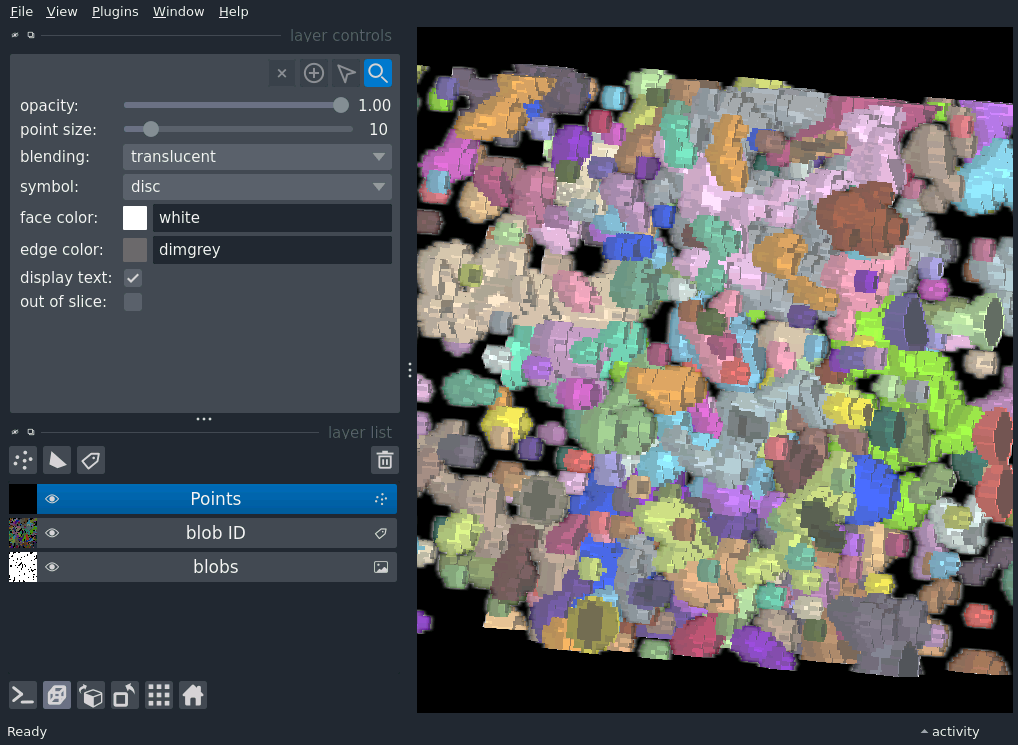 File View Plugins Window Help
layer controls
opacity: 1.00
point size: 10
blending: translucent
symbol: disc
face color: white
edge color: dimgrey
display text:
out of slice:
layer list
Points
blob ID
blobs
Ready
activity